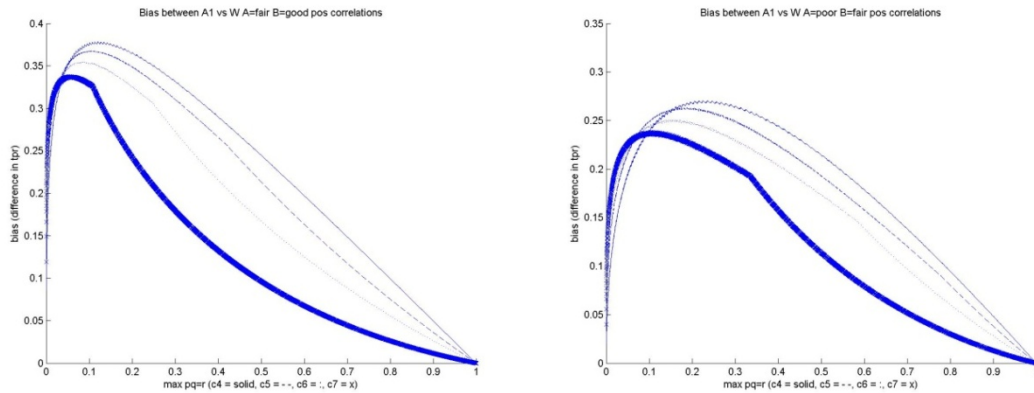 Bias between A1 vs W A=fair B=good pos correlations
0.4
0.35
0.3
0.25
0.2
0.15
0.1
0.05
0
bias (difference in tpr)
0 0.1 0.2 0.3 0.4 0.5 0.6 0.7 0.8 0.9 1
max pq=r (c4 = solid, c5 = - -, c6 = :, c7 = x)
Bias between A1 vs W A=poor B=fair pos correlations
0.35
0.3
0.25
0.2
0.15
0.1
0.05
0
bias (difference in tpr)
0 0.1 0.2 0.3 0.4 0.5 0.6 0.7 0.8 0.9
max pq=r (c4 = solid, c5 = - -, c6 = :, c7 = x)